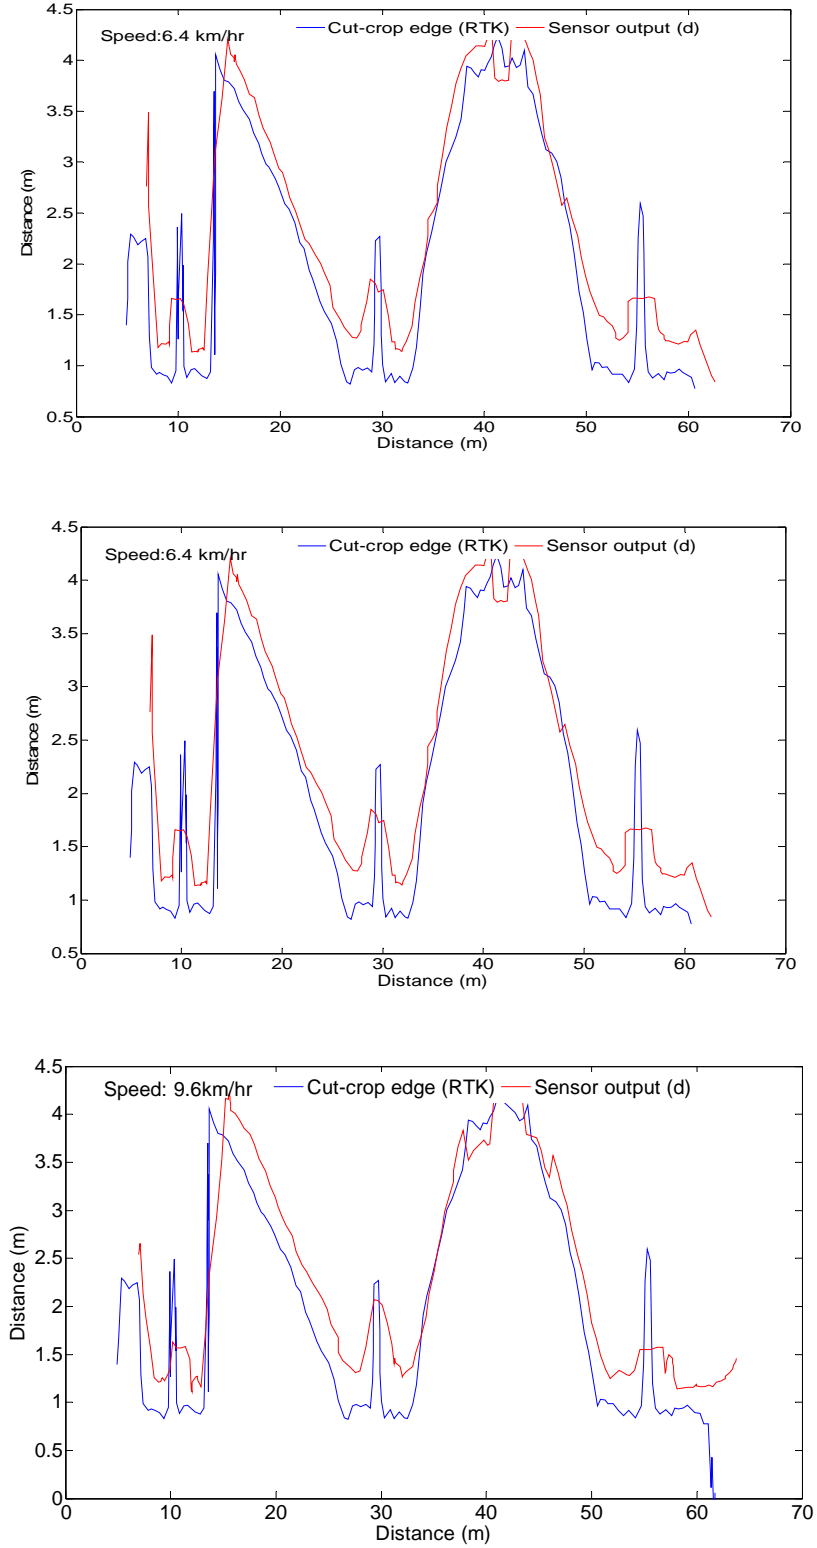 4.5
Speed:6.4 km/hr
Cut-crop edge (RTK)
Sensor output (d)
4
3.5
3
2.5
2
1.5
1
0.5
Distance (m)
0 10 20 30 40 50 60 70
Distance (m)
4.5
Speed:6.4 km/hr
Cut-crop edge (RTK)
Sensor output (d)
4
3.5
3
2.5
2
1.5
1
0.5
Distance (m)
0 10 20 30 40 50 60 70
Distance (m)
4.5
Speed: 9.6km/hr
Cut-crop edge (RTK)
Sensor output (d)
4
3.5
3
2.5
2
1.5
1
0.5
0
Distance (m)
0 10 20 30 40 50 60 70
Distance (m)